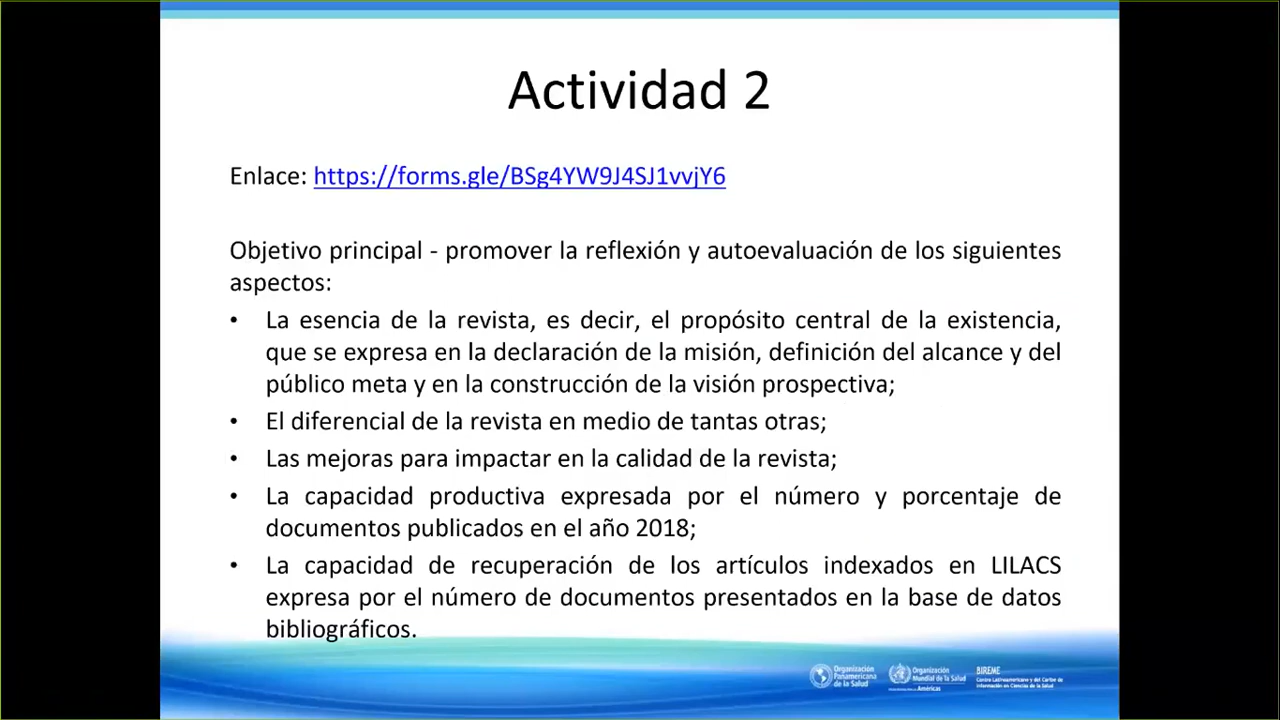 Actividad 2
Enlace: https://forms.gle/BSg4YW9J4SJ1vvjY6
Objetivo principal - promover la reflexión y autoevaluación de los siguientes
aspectos:
• La esencia de la revista, es decir, el propósito central de la existencia,
que se expresa en la declaración de la misión, definición del alcance y del
público meta y en la construcción de la visión prospectiva;
• El diferencial de la revista en medio de tantas otras;
• Las mejoras para impactar en la calidad de la revista;
• La capacidad productiva expresada por el número y porcentaje de
documentos publicados en el año 2018;
• La capacidad de recuperación de los artículos indexados en LILACS
expresa por el número de documentos presentados en la base de datos
bibliográficos.
Organización
Panamericana
de la Salud
Organización
Mundial de la Salud
Américas
BIREME
Centro Latinoamericano y del Caribe de
Información en Ciencias de la Salud